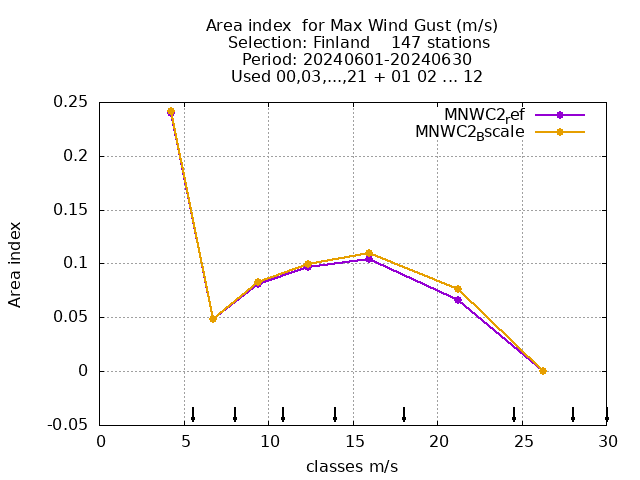 Area index  for Max Wind Gust (m/s)
Selection: Finland    147 stations
Period: 20240601-20240630
Used 00,03,...,21 + 01 02 ... 12
0.25
0.2
0.15
0.1
0.05
0
-0.05
Area index
MNWC2ref
MNWC2Bscale
0 5 10 15 20 25 30
classes m/s